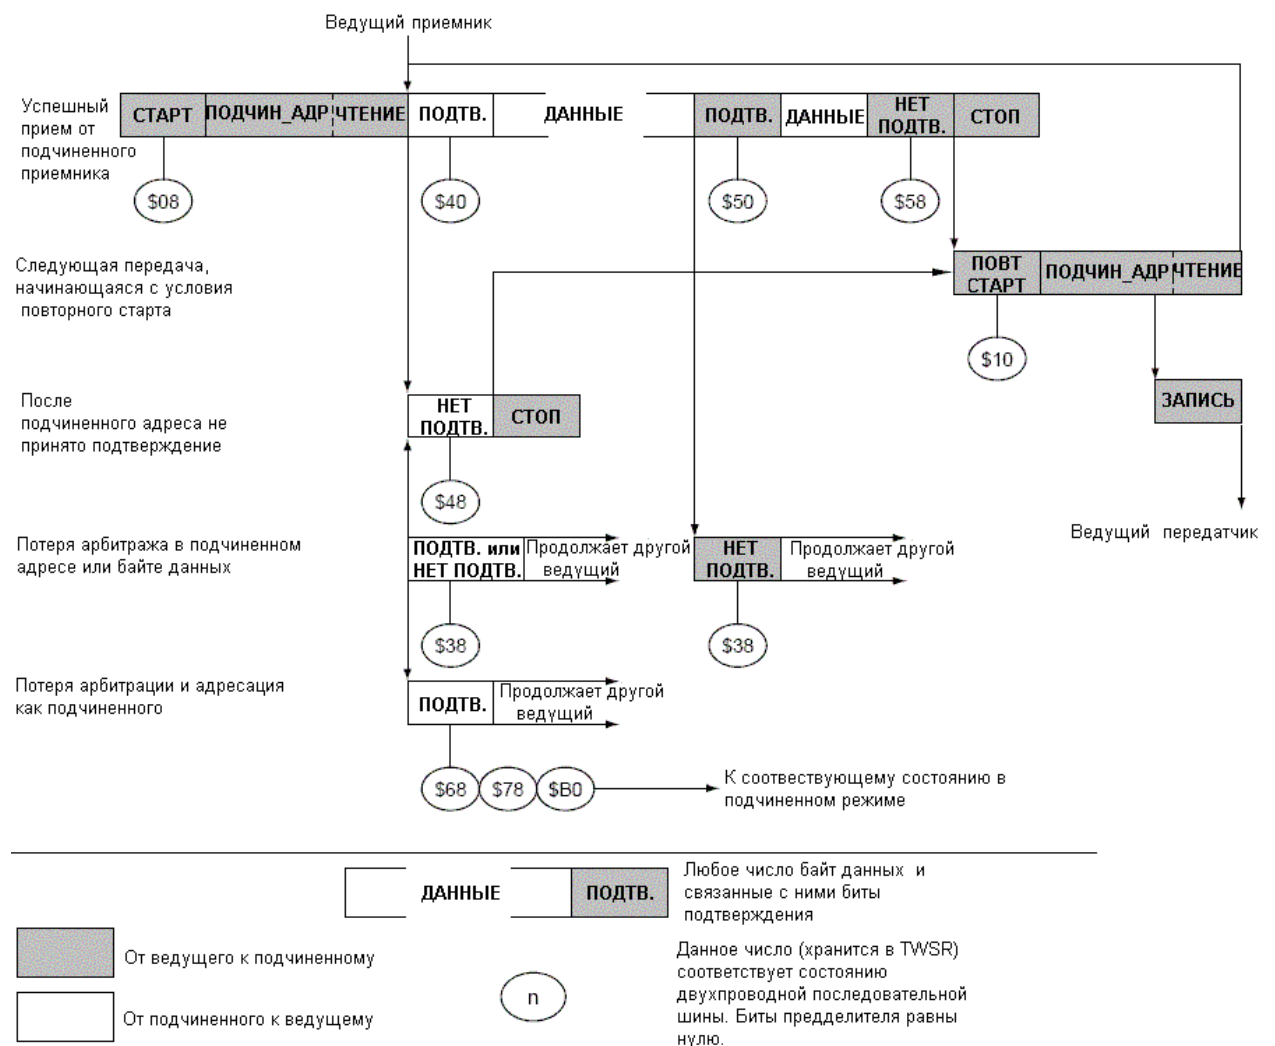 Ведущий приемник
Успешный
прием от
подчиненного
приемника
СТАРТ ПОДЧИН_АДР ЧТЕНИЕ ПОДТВ. ДАННЫЕ ПОДТВ. ДАННЫЕ НЕТ ПОДТВ. СТОП
$08 $40 $50 $58
Следующая передача,
начинающаяся с условия
повторного старта
ПОВТ СТАРТ ПОДЧИН_АДР ЧТЕНИЕ
$10
После
подчиненного адреса не
принято подтверждение
НЕТ ПОДТВ. СТОП
ЗАПИСЬ
$48
Ведущий передатчик
Потеря арбитража в подчиненном
адресе или байте данных
ПОДТВ. или
НЕТ ПОДТВ.
Продолжает другой
ведущий
НЕТ
ПОДТВ.
Продолжает другой
ведущий
$38 $38
Потеря арбитрации и адресация
как подчиненного
ПОДТВ.
Продолжает другой
ведущий
$68 $78 $B0
К соотвествующему состоянию в
подчиненном режиме
ДАННЫЕ ПОДТВ.
Любое число байт данных и
связанные с ними биты
подтверждения
От ведущего к подчиненному
От подчиненного к ведущему
n
Данное число (хранится в TWSR)
соответствует состоянию
двухпроводной последовательной
шины. Биты предделителя равны
нулю.